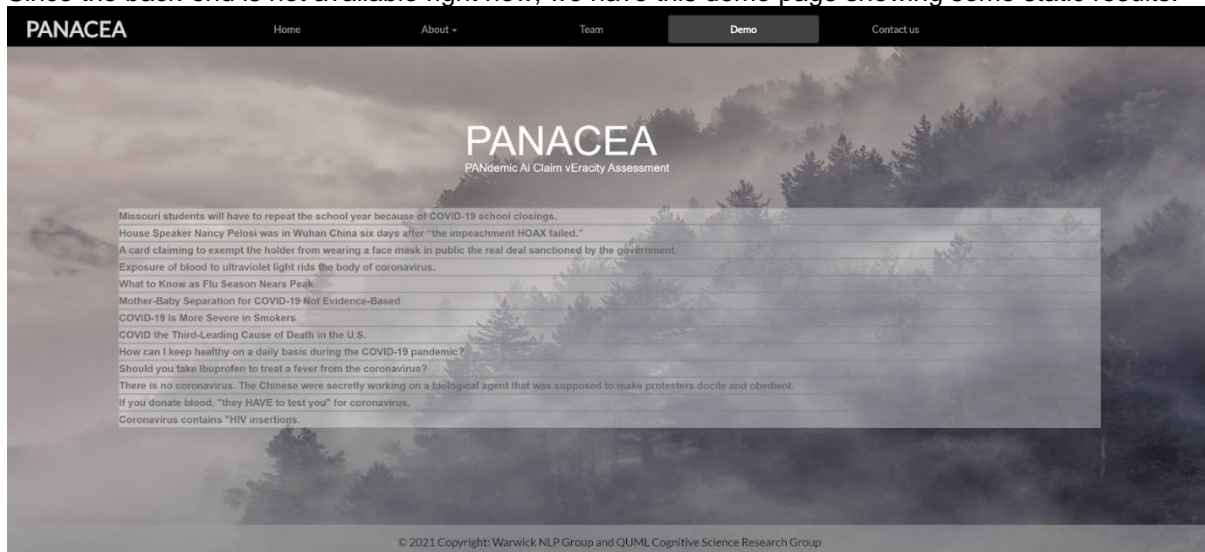 Since the back-end is not available right now, we have this demo page showing some static results.
PANACEA Home About Team Demo Contact us
PANACEA
PANdemic Ai Claim vEracity Assessment
Missouri students will have to repeat the school year because of COVID-19 school closings.
House Speaker Nancy Pelosi was in Wuhan China six days after "the impeachment HOAX failed."
A card claiming to exempt the holder from wearing a face mask in public the real deal sanctioned by the government.
Exposure of blood to ultraviolet light rids the body of coronavirus.
What to Know as Flu Season Nears Peak
Mother-Baby Separation for COVID-19 Not Evidence-Based
COVID-19 Is More Severe in Smokers
COVID the Third-Leading Cause of Death in the U.S.
How can I keep healthy on a daily basis during the COVID-19 pandemic?
Should you take Ibuprofen to treat a fever from the coronavirus?
There is no coronavirus. The Chinese were secretly working on a biological agent that was supposed to make protesters docile and obedient.
If you donate blood, "they HAVE to test you" for coronavirus.
Coronavirus contains "HIV insertions.
© 2021 Copyright: Warwick NLP Group and QUML Cognitive Science Research Group